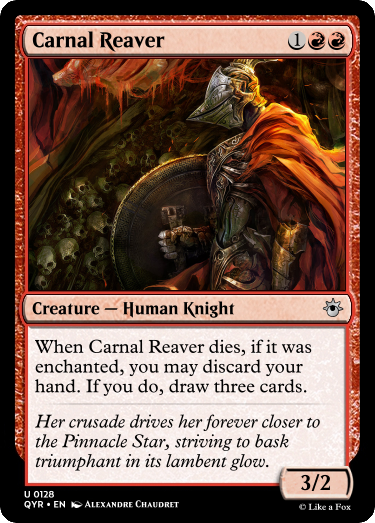 Carnal Reaver
1
Creature — Human Knight
When Carnal Reaver dies, if it was
enchanted, you may discard your
hand. If you do, draw three cards.
Her crusade drives her forever closer to
the Pinnacle Star, striving to bask
triumphant in its lambent glow.
3/2
U 0128
QYR • EN Alexandre Chaudret
© Like a Fox